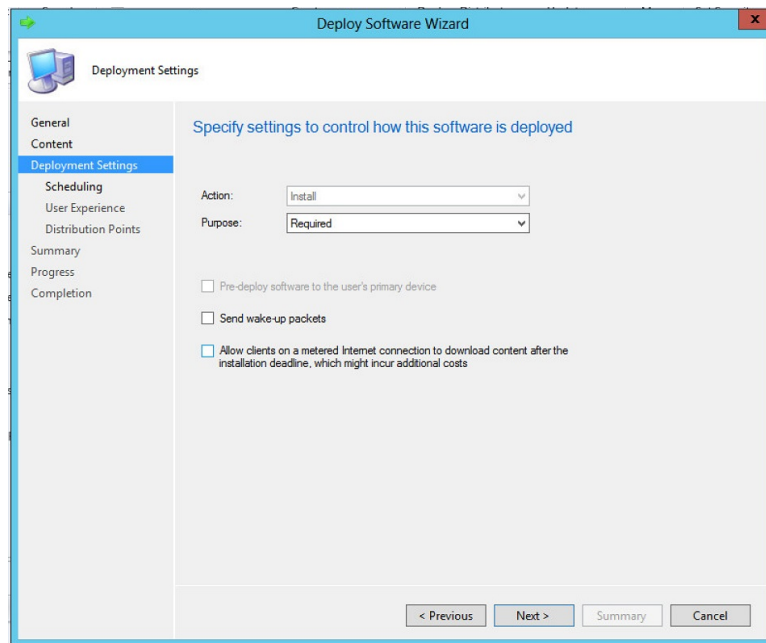 Deploy Software Wizard
x
Deployment Settings
General
Content
Deployment Settings
Scheduling
User Experience
Distribution Points
Summary
Progress
Completion
Specify settings to control how this software is deployed
Action: Install
Purpose: Required
Pre-deploy software to the user's primary device
Send wake-up packets
Allow clients on a metered Internet connection to download content after the
installation deadline, which might incur additional costs
< Previous Next > Summary Cancel